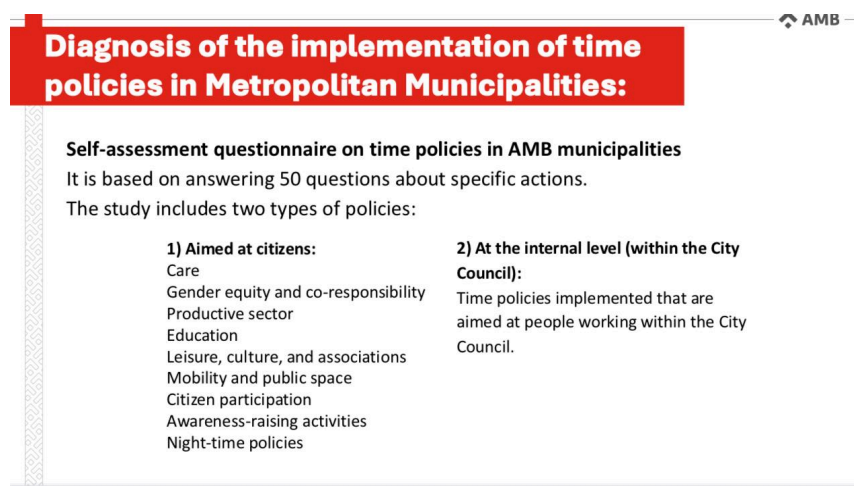 AMB
Diagnosis of the implementation of time
policies in Metropolitan Municipalities:
Self-assessment questionnaire on time policies in AMB municipalities
It is based on answering 50 questions about specific actions.
The study includes two types of policies:
1) Aimed at citizens:
Care
Gender equity and co-responsibility
Productive sector
Education
Leisure, culture, and associations
Mobility and public space
Citizen participation
Awareness-raising activities
Night-time policies
2) At the internal level (within the City
Council):
Time policies implemented that are
aimed at people working within the City
Council.